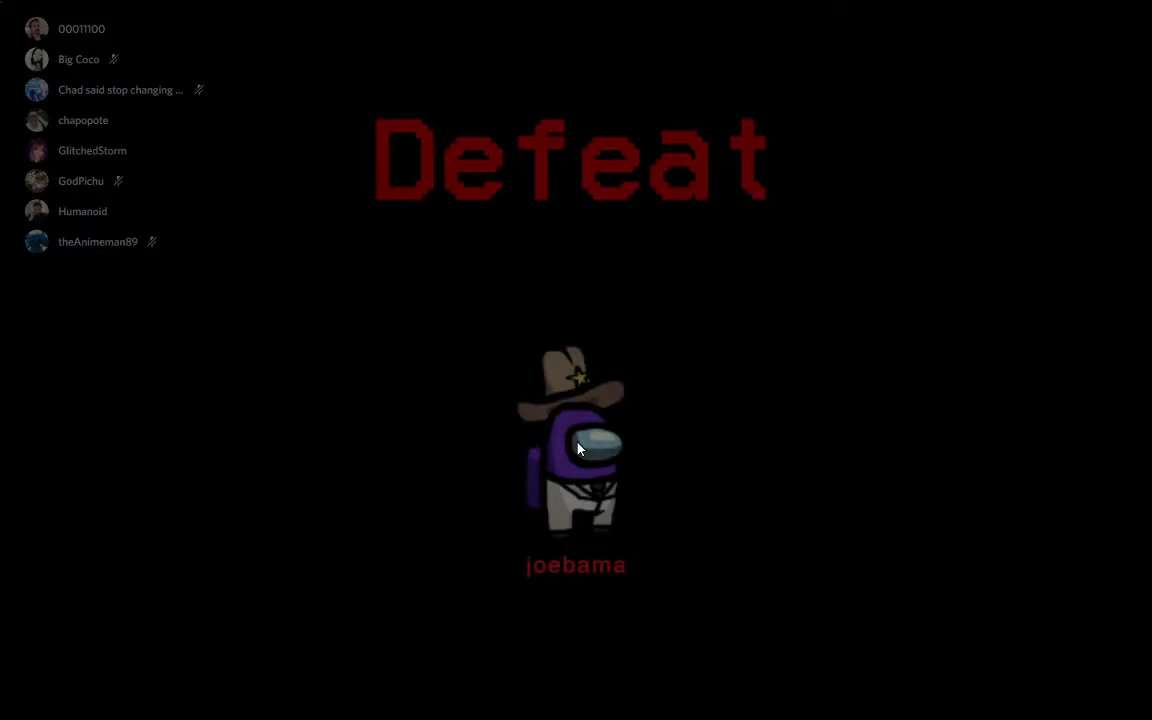 00011100
Big Coco
Chad said stop changing ...
chapopote
GlitchedStorm
GodPichu
Humanoid
theAnimeman89
Defeat
joebama